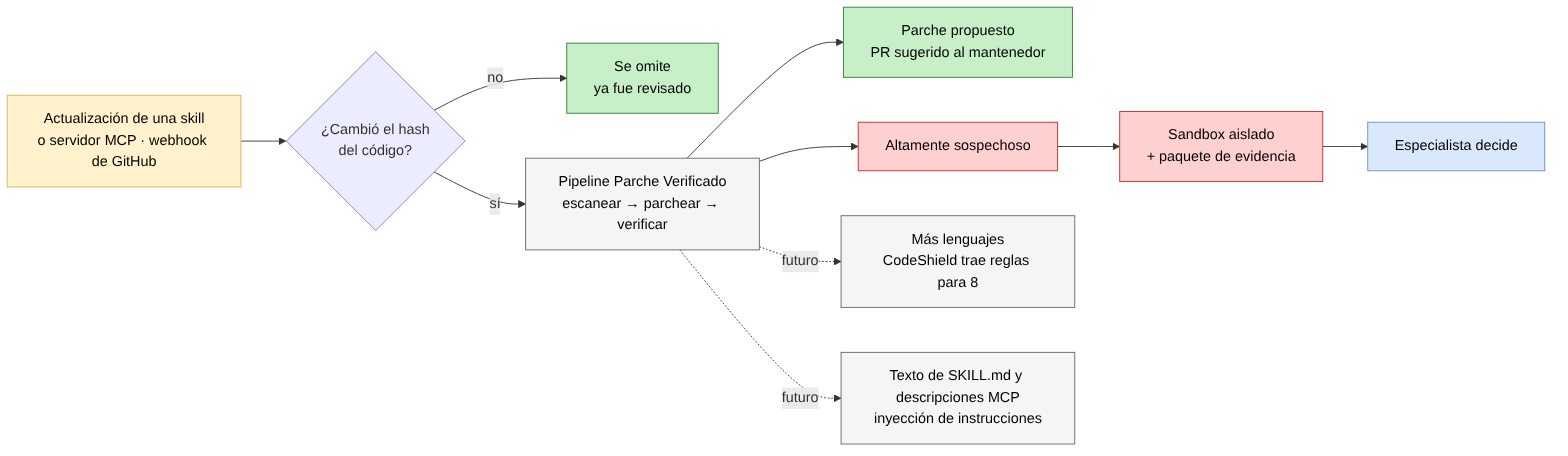 Actualización de una skill
o servidor MCP · webhook
de GitHub
¿Cambió el hash
del código?
no
sí
Se omite
ya fue revisado
Pipeline Parche Verificado
escanear → parchear →
verificar
Parche propuesto
PR sugerido al mantenedor
Altamente sospechoso
Sandbox aislado
+ paquete de evidencia
Especialista decide
futuro
Más lenguajes
CodeShield trae reglas
para 8
futuro
Texto de SKILL.md y
descripciones MCP
inyección de instrucciones